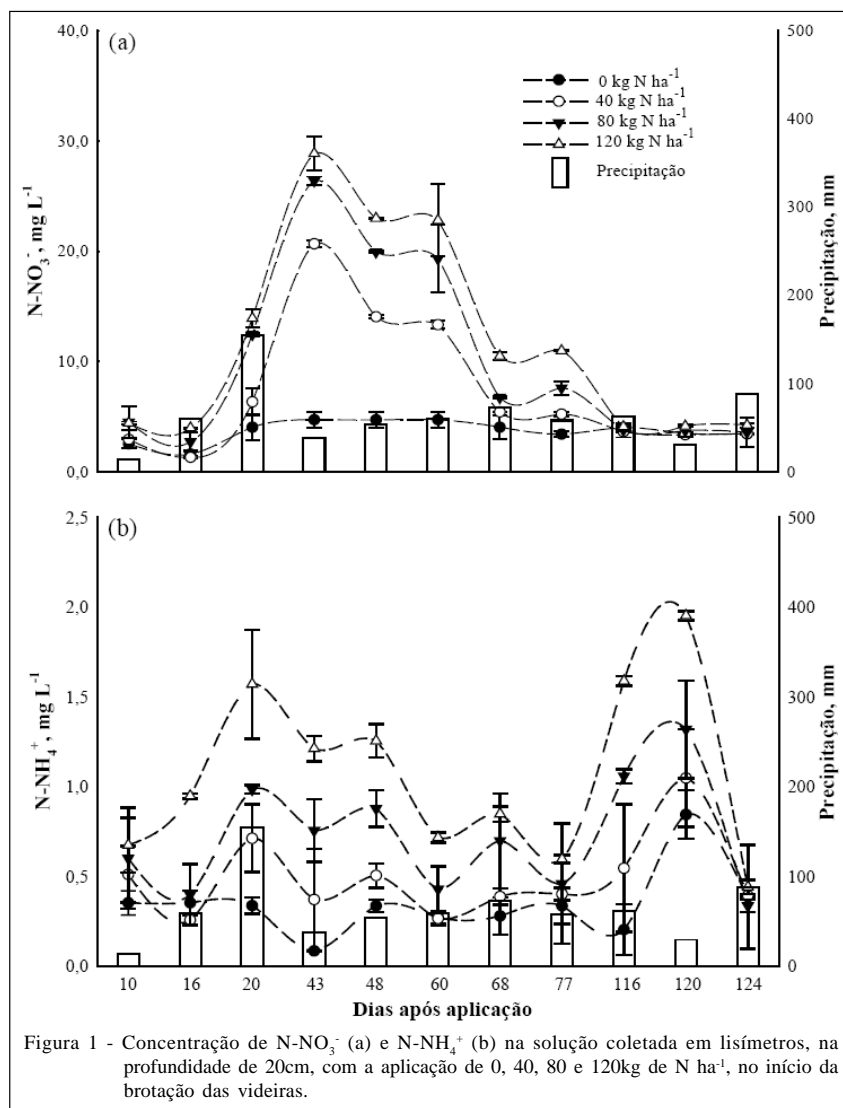 (a)
40,0
30,0
20,0
10,0
0,0
N-NO₃⁻, mg L⁻¹
500
400
300
200
100
0
Precipitação, mm
0 kg N ha⁻¹
40 kg N ha⁻¹
80 kg N ha⁻¹
120 kg N ha⁻¹
Precipitação
(b)
2,5
2,0
1,5
1,0
0,5
0,0
N-NH₄⁺, mg L⁻¹
500
400
300
200
100
0
Precipitação, mm
10 16 20 43 48 60 68 77 116 120 124
Dias após aplicação
Figura 1 - Concentração de N-NO₃⁻ (a) e N-NH₄⁺ (b) na solução coletada em lisímetros, na
profundidade de 20cm, com a aplicação de 0, 40, 80 e 120kg de N ha⁻¹, no início da
brotação das videiras.